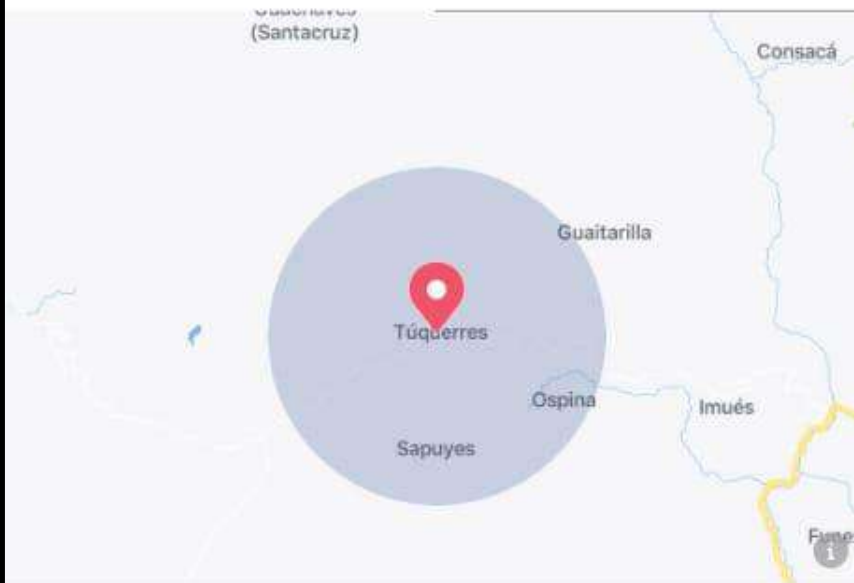 (Santacruz)
Consacá
Guaitarilla
Túquerres
Ospina
Imués
Sapuyes